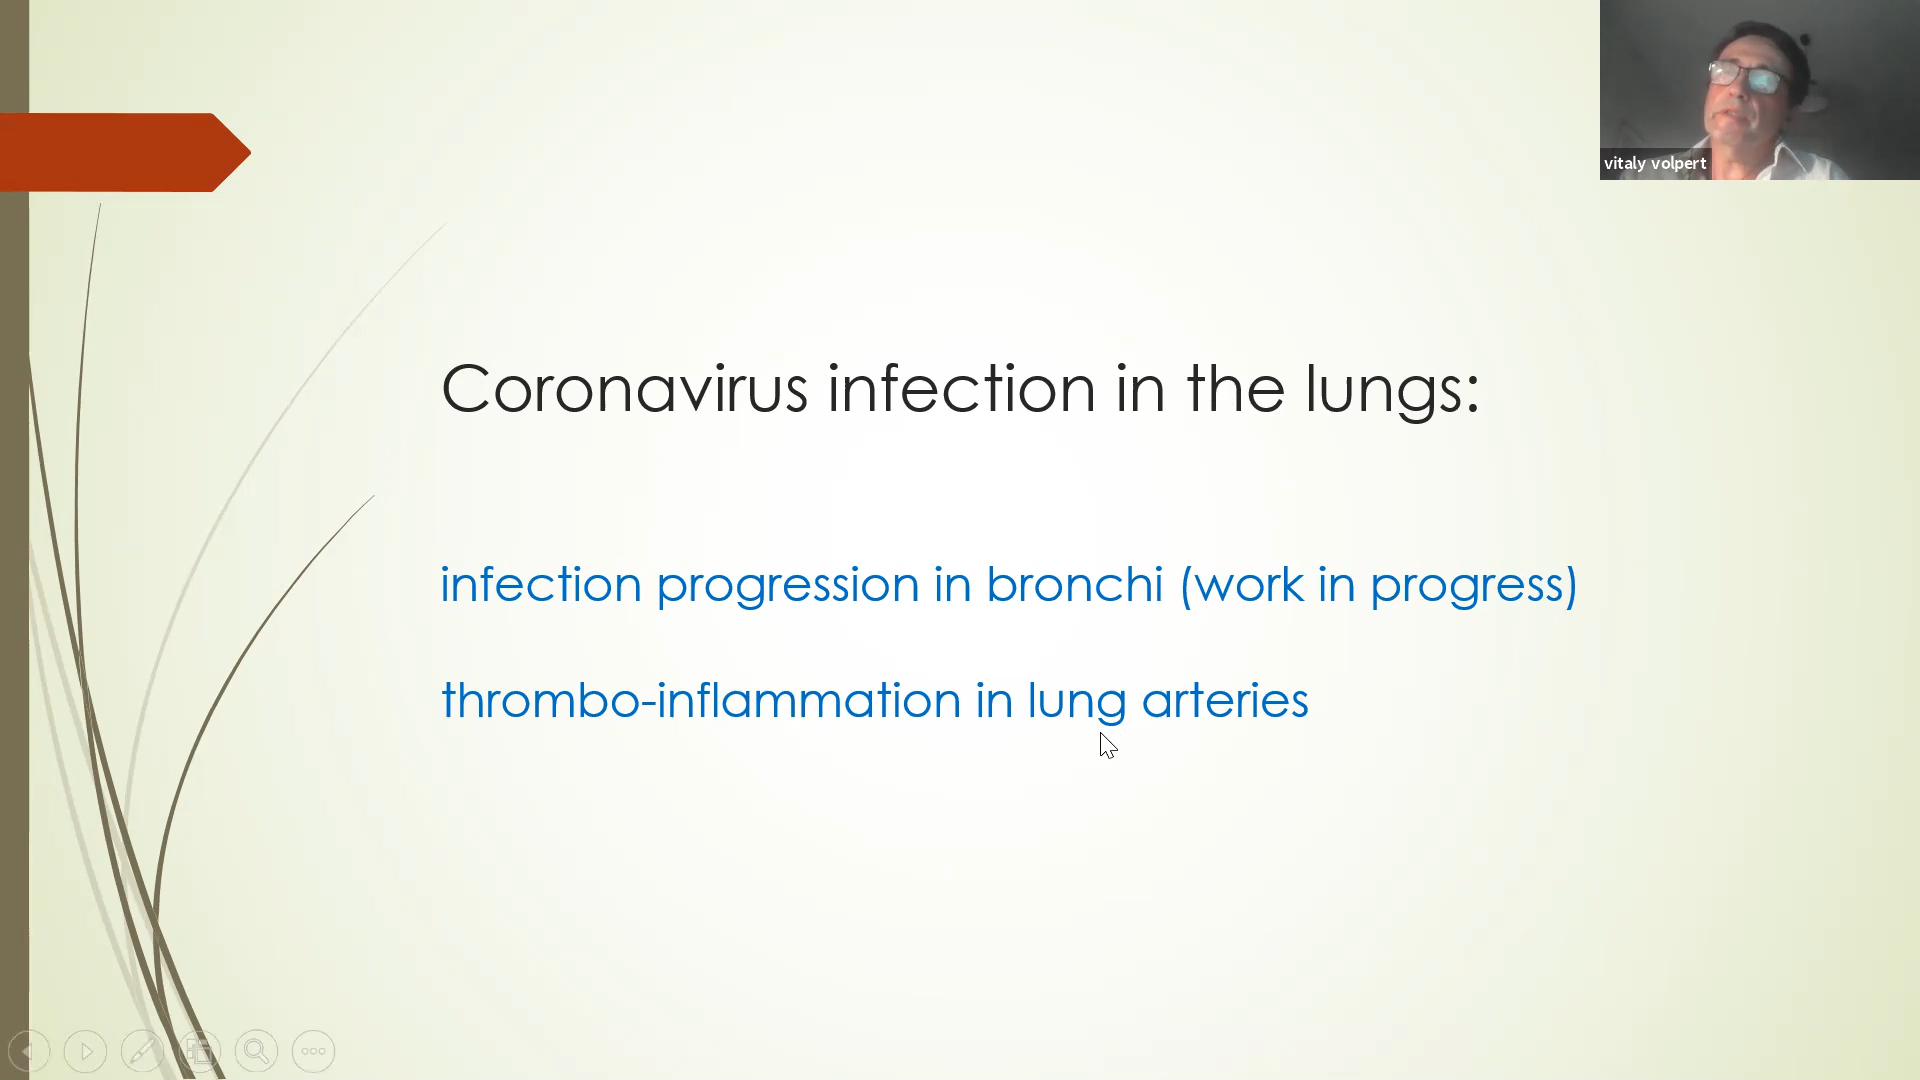 vitaly volpert
Coronavirus infection in the lungs:
infection progression in bronchi (work in progress)
thrombo-inflammation in lung arteries